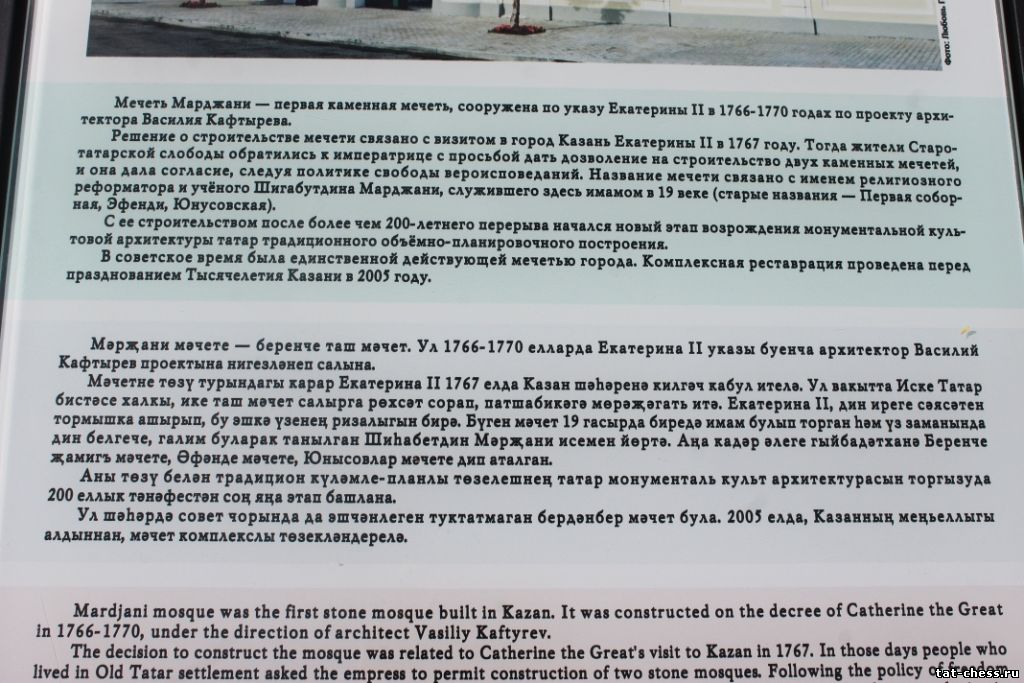 Фото: Любовь
Мечеть Марджани — первая каменная мечеть, сооружена по указу Екатерины II в 1766-1770 годах по проекту архи-
тектора Василия Кафтырева.
Решение о строительстве мечети связано с визитом в город Казань Екатерины II в 1767 году. Тогда жители Старо-
татарской слободы обратились к императрице с просьбой дать дозволение на строительство двух каменных мечетей,
и она дала согласие, следуя политике свободы вероисповеданий. Название мечети связано с именем религиозного
реформатора и учёного Шигабутдина Марджани, служившего здесь имамом в 19 веке (старые названия — Первая собор-
ная, Эфенди, Юнусовская).
С ее строительством после более чем 200-летнего перерыва начался новый этап возрождения монументальной куль-
товой архитектуры татар традиционного объёмно-планировочного построения.
В советское время была единственной действующей мечетью города. Комплексная реставрация проведена перед
празднованием Тысячелетия Казани в 2005 году.
Мәрҗани мәчете — беренче таш мәчет. Ул 1766-1770 елларда Екатерина II указы буенча архитектор Василий
Кафтырев проектына нигезләнеп салына.
Мәчетне төзү турындагы карар Екатерина II 1767 елда Казан шәһәренә килгәч кабул ителә. Ул вакытта Иске Татар
бистәсе халкы, ике таш мәчет салырга рөхсәт сорап, патшабикәгә мөрәҗәгать итә. Екатерина II, дин иреге сәясәтен
тормышка ашырып, бу эшкә үзенең ризалыгын бирә. Бүген мәчет 19 гасырда биредә имам булып торган һәм үз заманында
дин белгече, галим буларак танылган Шиһабетдин Мәрҗани исемен йөртә. Аңа кадәр әлеге гыйбадәтханә Беренче
җамигъ мәчете, Өфәнде мәчете, Юнысовлар мәчете дип аталган.
Аны төзү белән традицион күләмле-планлы төзелешнең татар монументаль культ архитектурасын торгызуда
200 еллык тәнәфестән соң яңа этап башлана.
Ул шәһәрдә совет чорында да эшчәнлеген туктатмаган бердәнбер мәчет була. 2005 елда, Казанның меңьеллыгы
алдыннан, мәчет комплекслы төзекләндерелә.
Mardjani mosque was the first stone mosque built in Kazan. It was constructed on the decree of Catherine the Great
in 1766-1770, under the direction of architect Vasiliy Kaftyrev.
The decision to construct the mosque was related to Catherine the Great's visit to Kazan in 1767. In those days people who
lived in Old Tatar settlement asked the empress to permit construction of two stone mosques. Following the policy of freedom
tat-chess.ru